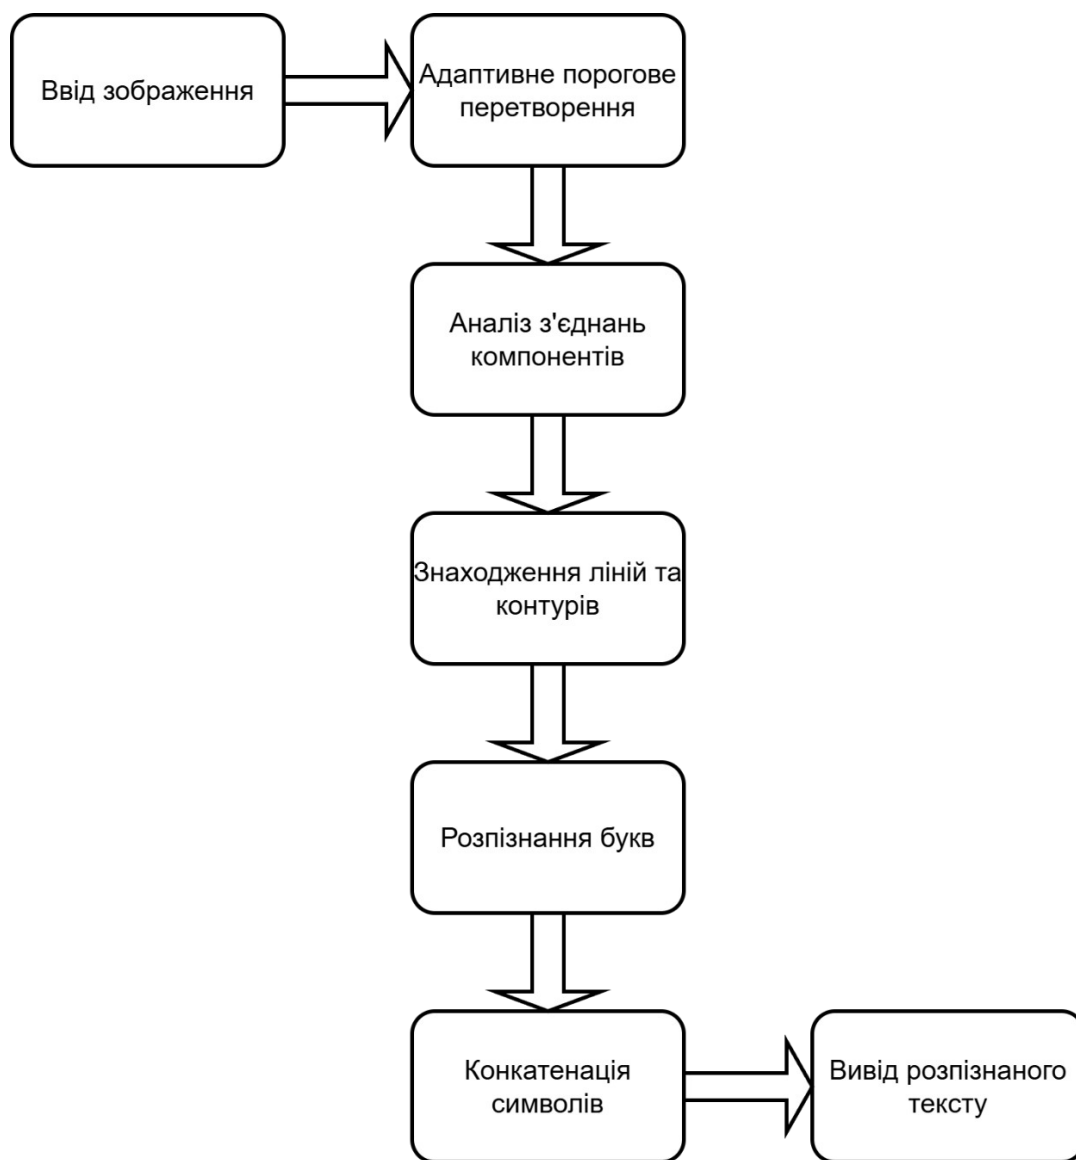 Ввід зображення
Адаптивне порогове
перетворення
Аналіз з'єднань
компонентів
Знаходження ліній та
контурів
Розпізнання букв
Конкатенація
символів
Вивід розпізнаного
тексту